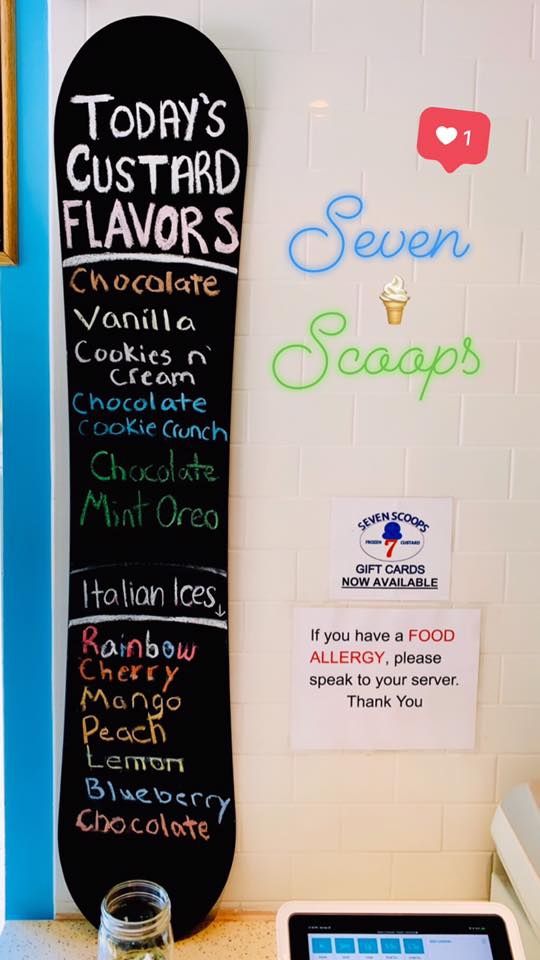 TODAY'S
CUSTARD
FLAVORS
Chocolate
Vanilla
Cookies n'
Cream
Chocolate
Cookie Crunch
Chocolate
Mint Oreo
Italian Ices
Rainbow
Cherry
Mango
Peach
Lemon
Blueberry
Chocolate
1
Seven
Scoops
SEVEN SCOOPS
FROZEN 7 CUSTARD
GIFT CARDS
NOW AVAILABLE
If you have a FOOD
ALLERGY, please
speak to your server.
Thank You